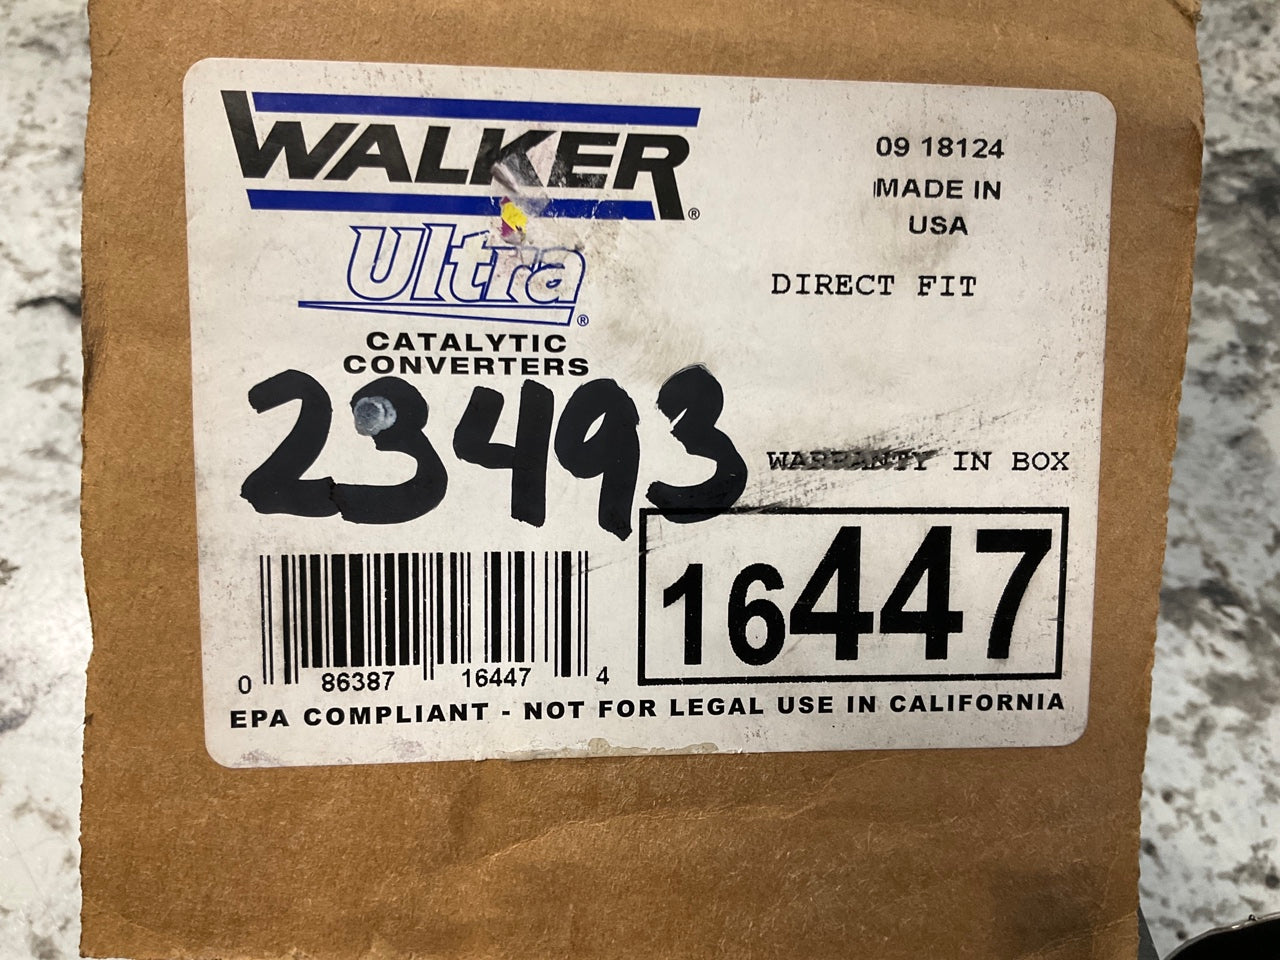 WALKER®
Ultra®
CATALYTIC
CONVERTERS
09 18124
MADE IN
USA
DIRECT FIT
23493
WARRANTY IN BOX
16447
0 86387 16447 4
EPA COMPLIANT - NOT FOR LEGAL USE IN CALIFORNIA